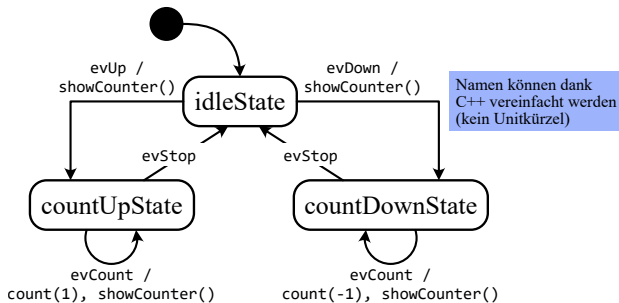 evUp /
showCounter()
evDown /
showCounter()
idleState
Namen können dank
C++ vereinfacht werden
(kein Unitkürzel)
evStop
evStop
countUpState
countDownState
evCount /
count(1), showCounter()
evCount /
count(-1), showCounter()